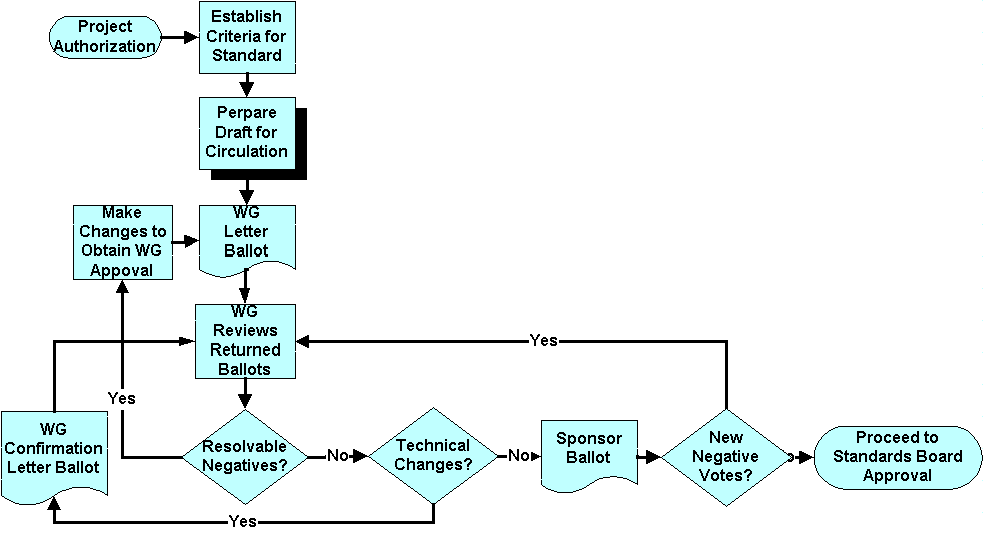 Project
Authorization
Establish
Criteria for
Standard
Perpare
Draft for
Circulation
Make
Changes to
Obtain WG
Appoval
WG
Letter
Ballot
WG
Reviews
Returned
Ballots
Yes
Yes
WG
Confirmation
Letter Ballot
Resolvable
Negatives?
No
Technical
Changes?
No
Sponsor
Ballot
New
Negative
Votes?
Proceed to
Standards Board
Approval
Yes